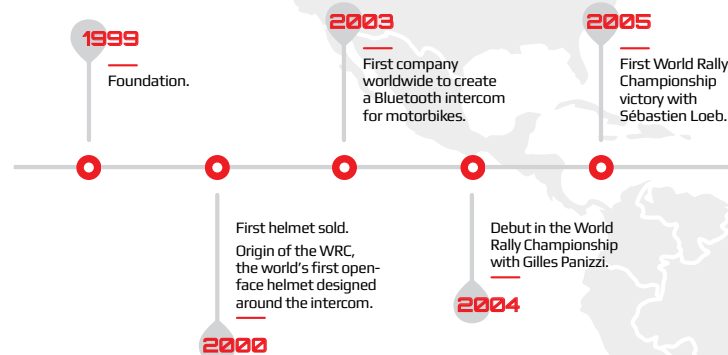 1999
Foundation.
2003
First company
worldwide to create
a Bluetooth intercom
for motorbikes.
2005
First World Rally
Championship
victory with
Sébastien Loeb.
First helmet sold.
Origin of the WRC,
the world's first open-
face helmet designed
around the intercom.
2000
Debut in the World
Rally Championship
with Gilles Panizzi.
2004